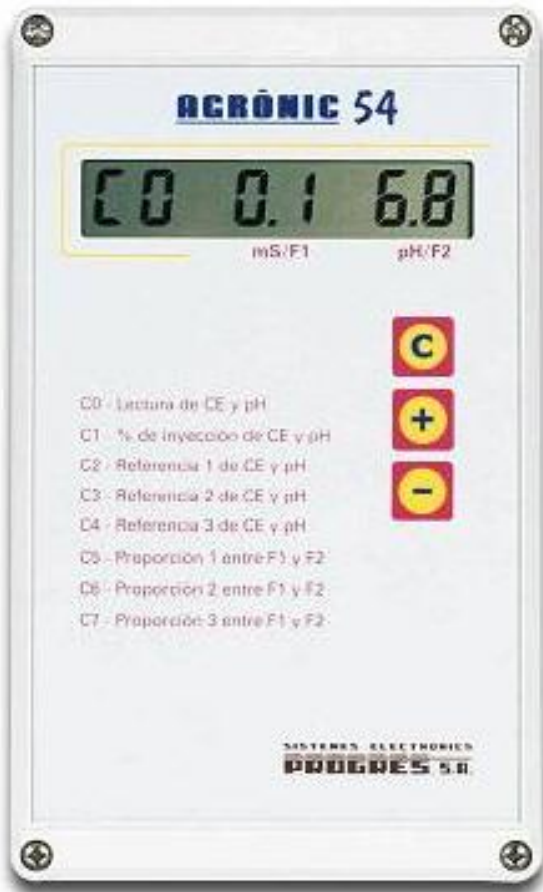 AGRÒNIC 54
C0 0.1 6.8
mS/F1 pH/F2
C
+
-
C0 - Lectura de CE y pH
C1 - % de inyección de CE y pH
C2 - Referencia 1 de CE y pH
C3 - Referencia 2 de CE y pH
C4 - Referencia 3 de CE y pH
C5 - Proporción 1 entre F1 y F2
C6 - Proporción 2 entre F1 y F2
C7 - Proporción 3 entre F1 y F2
SISTEMES ELECTRÒNICS
PROGRES S.A.